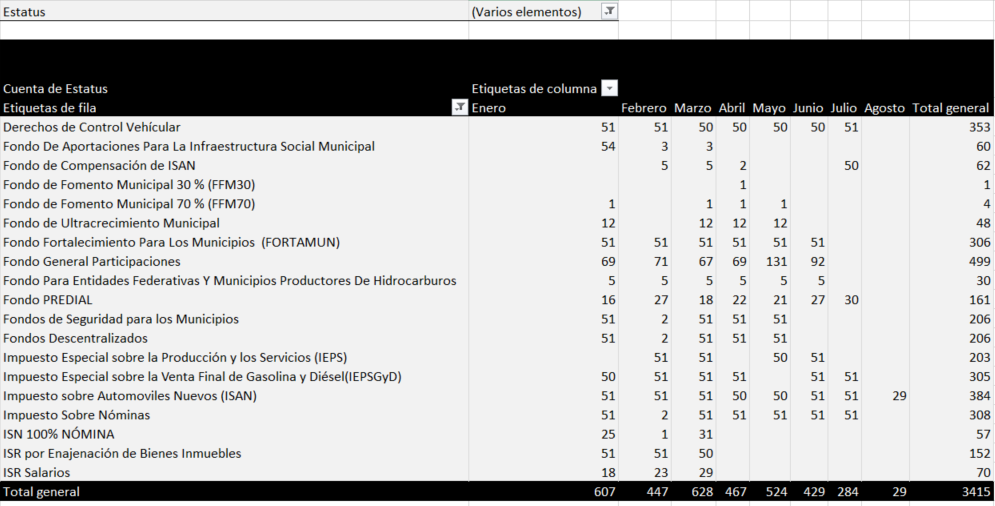 Estatus (Varios elementos)
Cuenta de Estatus Etiquetas de columna
Etiquetas de fila Enero Febrero Marzo Abril Mayo Junio Julio Agosto Total general
Derechos de Control Vehícular 51 51 50 50 50 50 51 353
Fondo De Aportaciones Para La Infraestructura Social Municipal 54 3 3 60
Fondo de Compensación de ISAN 5 5 2 50 62
Fondo de Fomento Municipal 30 % (FFM30) 1 1
Fondo de Fomento Municipal 70 % (FFM70) 1 1 1 1 4
Fondo de Ultracrecimiento Municipal 12 12 12 12 48
Fondo Fortalecimiento Para Los Municipios (FORTAMUN) 51 51 51 51 51 51 306
Fondo General Participaciones 69 71 67 69 131 92 499
Fondo Para Entidades Federativas Y Municipios Productores De Hidrocarburos 5 5 5 5 5 5 30
Fondo PREDIAL 16 27 18 22 21 27 30 161
Fondos de Seguridad para los Municipios 51 2 51 51 51 206
Fondos Descentralizados 51 2 51 51 51 206
Impuesto Especial sobre la Producción y los Servicios (IEPS) 51 51 50 51 203
Impuesto Especial sobre la Venta Final de Gasolina y Diésel(IEPSGyD) 50 51 51 51 51 51 305
Impuesto sobre Automoviles Nuevos (ISAN) 51 51 51 50 50 51 51 29 384
Impuesto Sobre Nóminas 51 2 51 51 51 51 51 308
ISN 100% NÓMINA 25 1 31 57
ISR por Enajenación de Bienes Inmuebles 51 51 50 152
ISR Salarios 18 23 29 70
Total general 607 447 628 467 524 429 284 29 3415